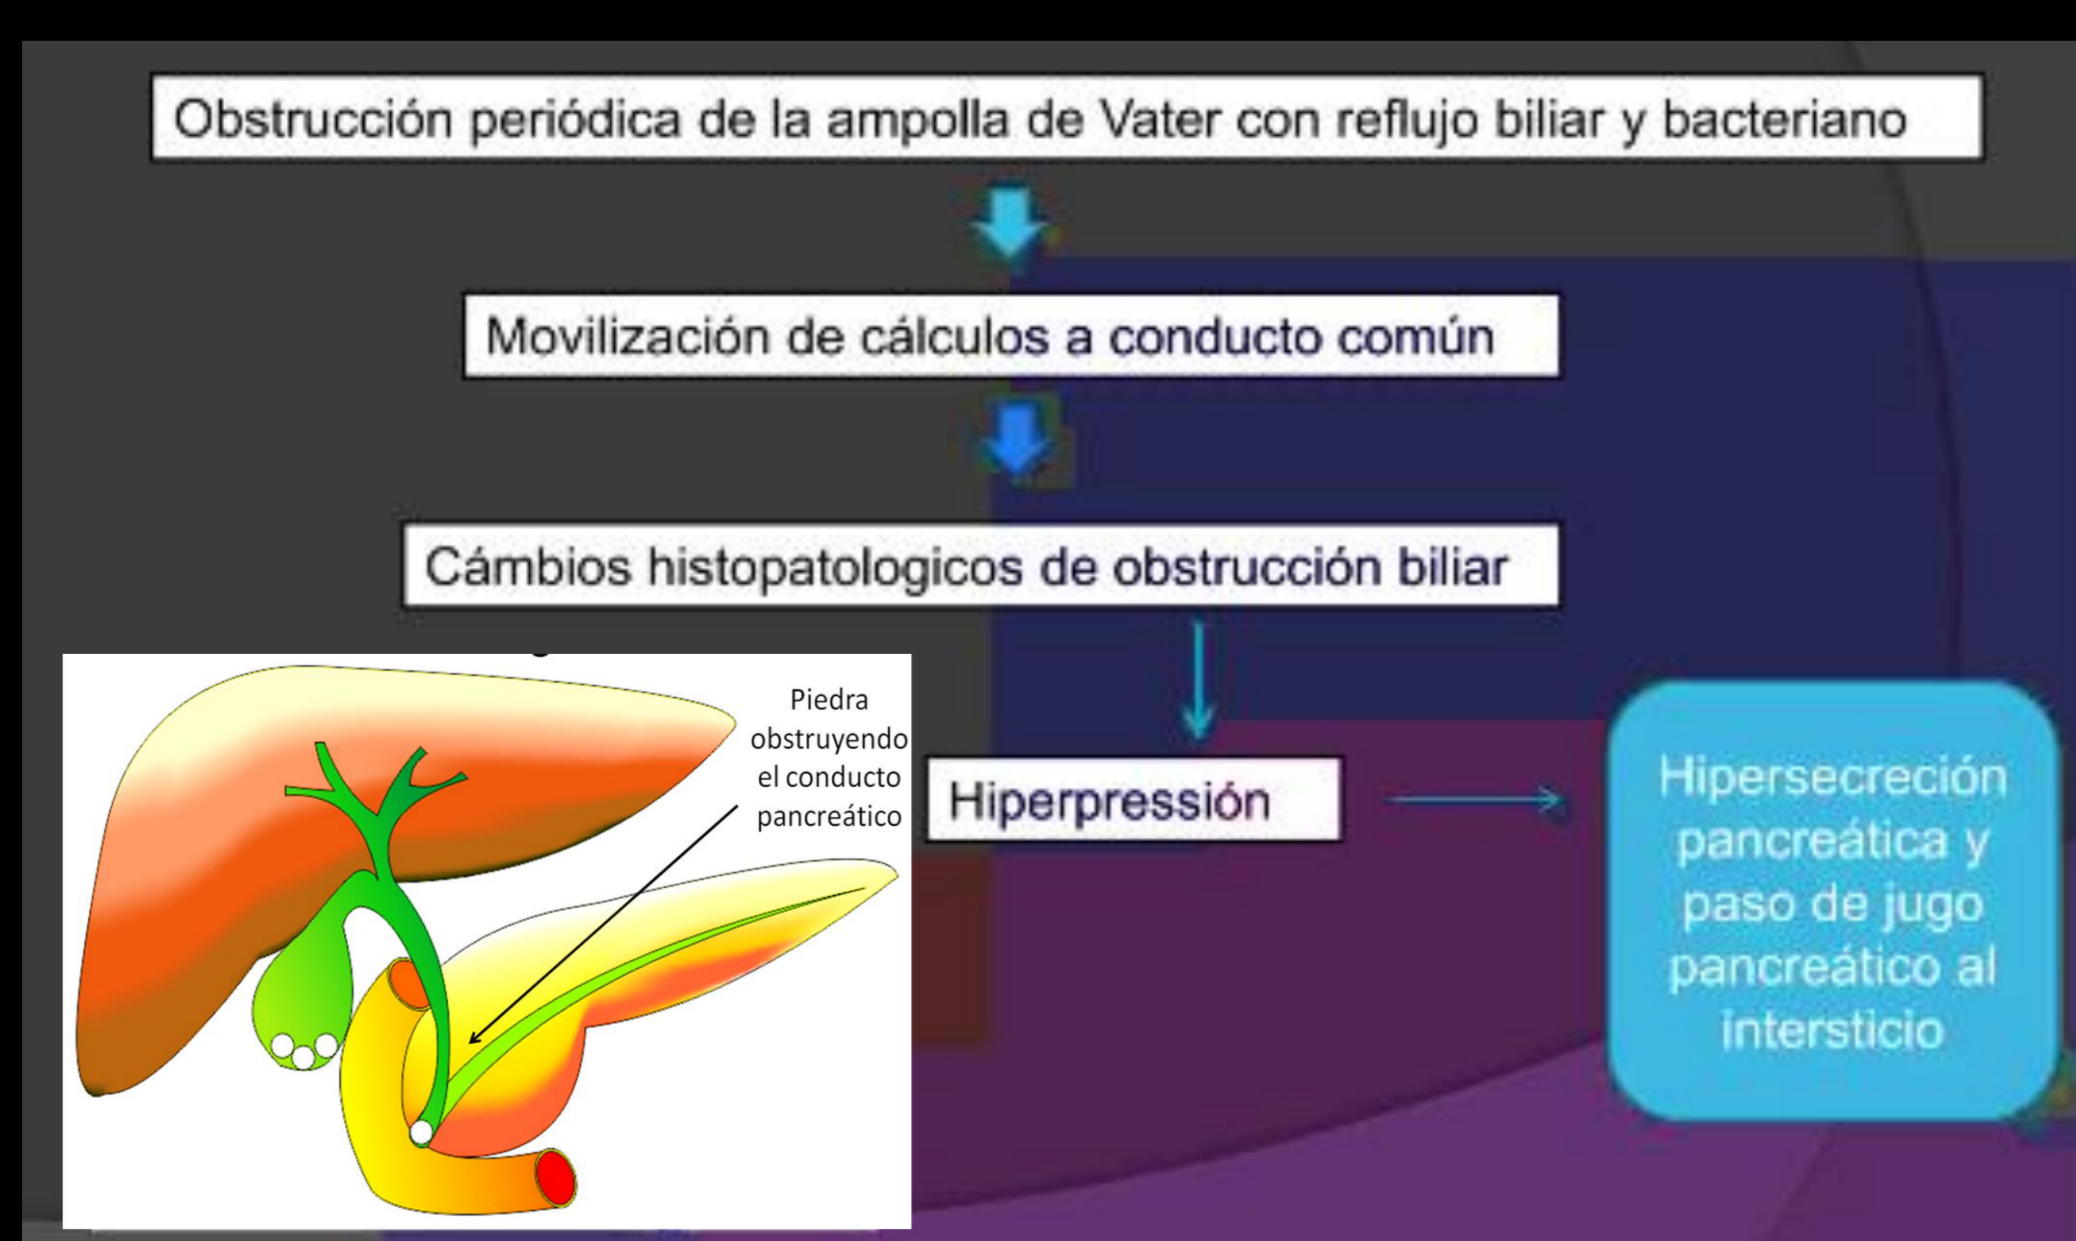 Obstrucción periódica de la ampolla de Vater con reflujo biliar y bacteriano
Movilización de cálculos a conducto común
Cámbios histopatologicos de obstrucción biliar
Piedra
obstruyendo
el conducto
pancreático
Hiperpressión
Hipersecreción
pancreática y
paso de jugo
pancreático al
intersticio